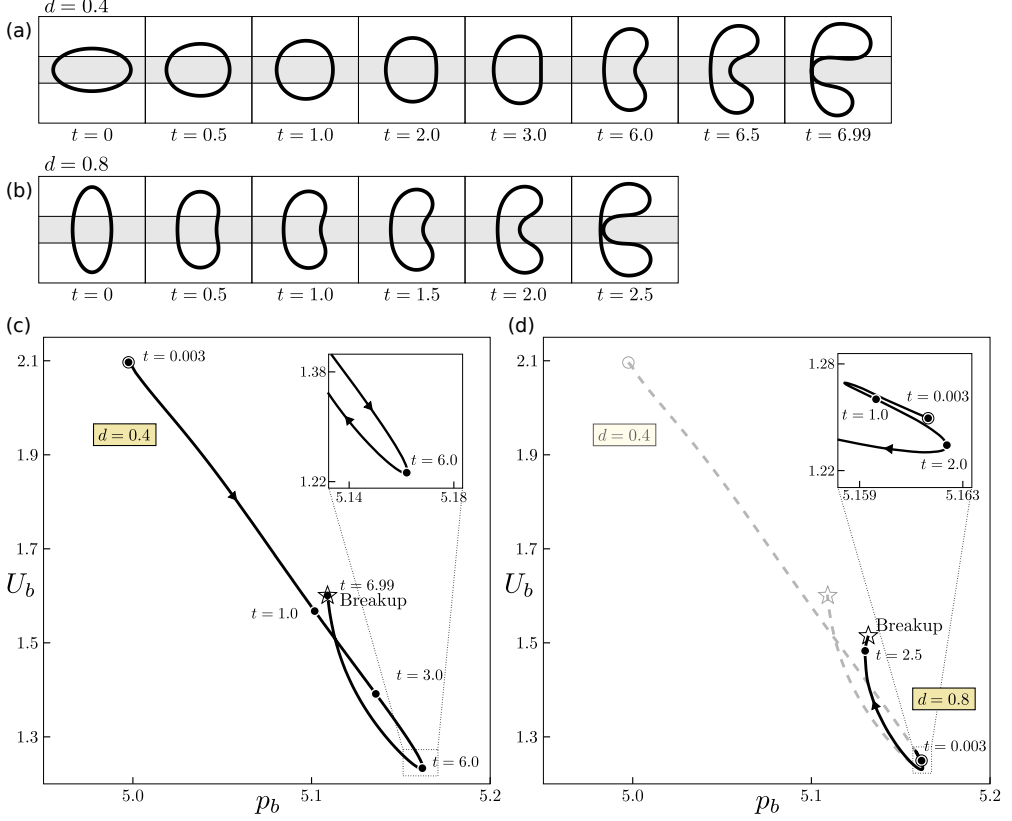 d = 0.4
(a)
t = 0 t = 0.5 t = 1.0 t = 2.0 t = 3.0 t = 6.0 t = 6.5 t = 6.99
d = 0.8
(b)
t = 0 t = 0.5 t = 1.0 t = 1.5 t = 2.0 t = 2.5
(c)
2.1
1.9
1.7
1.5
1.3
U_b
5.0 5.1 5.2
p_b
t = 0.003
d = 0.4
t = 1.0
t = 6.99
Breakup
t = 3.0
t = 6.0
1.38
1.22
5.14 5.18
t = 6.0
(d)
2.1
1.9
1.7
1.5
1.3
U_b
5.0 5.1 5.2
p_b
d = 0.4
Breakup
t = 2.5
d = 0.8
t = 0.003
1.28
1.22
5.159 5.163
t = 0.003
t = 1.0
t = 2.0